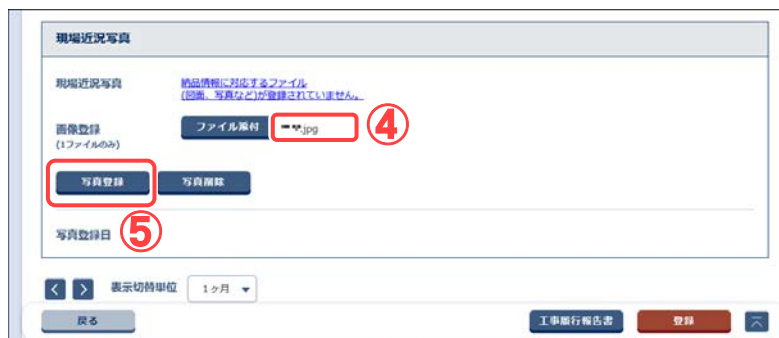 現場近況写真
現場近況写真
納品情報に対応するファイル
(図面、写真など)が登録されていません。
画像登録
(1ファイルのみ)
ファイル添付
.jpg
④
写真登録
写真削除
⑤
写真登録日
表示切替単位
1ヶ月
戻る
工事履行報告書
登録